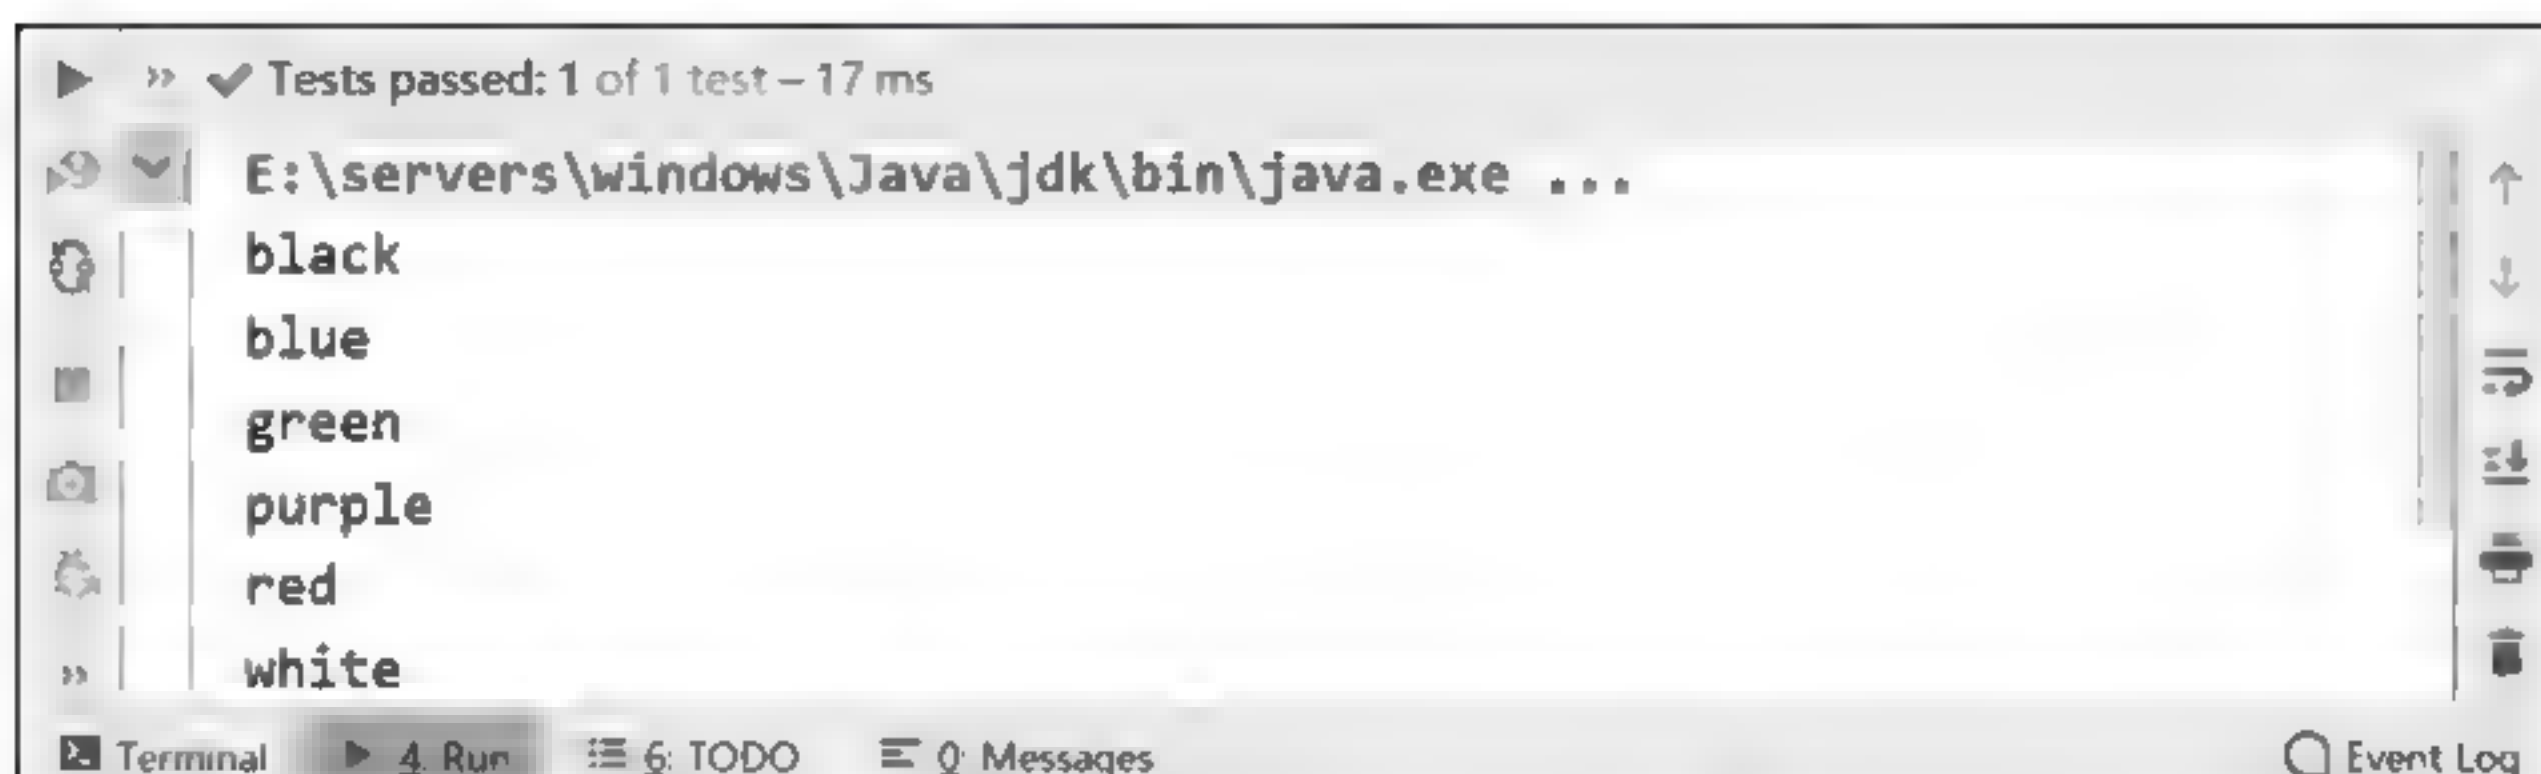 Tests passed: 1 of 1 test – 17 ms
E:\servers\windows\Java\jdk\bin\java.exe ...
black
blue
green
purple
red
white
Terminal 4: Run 6: TODO 0: Messages Event Log